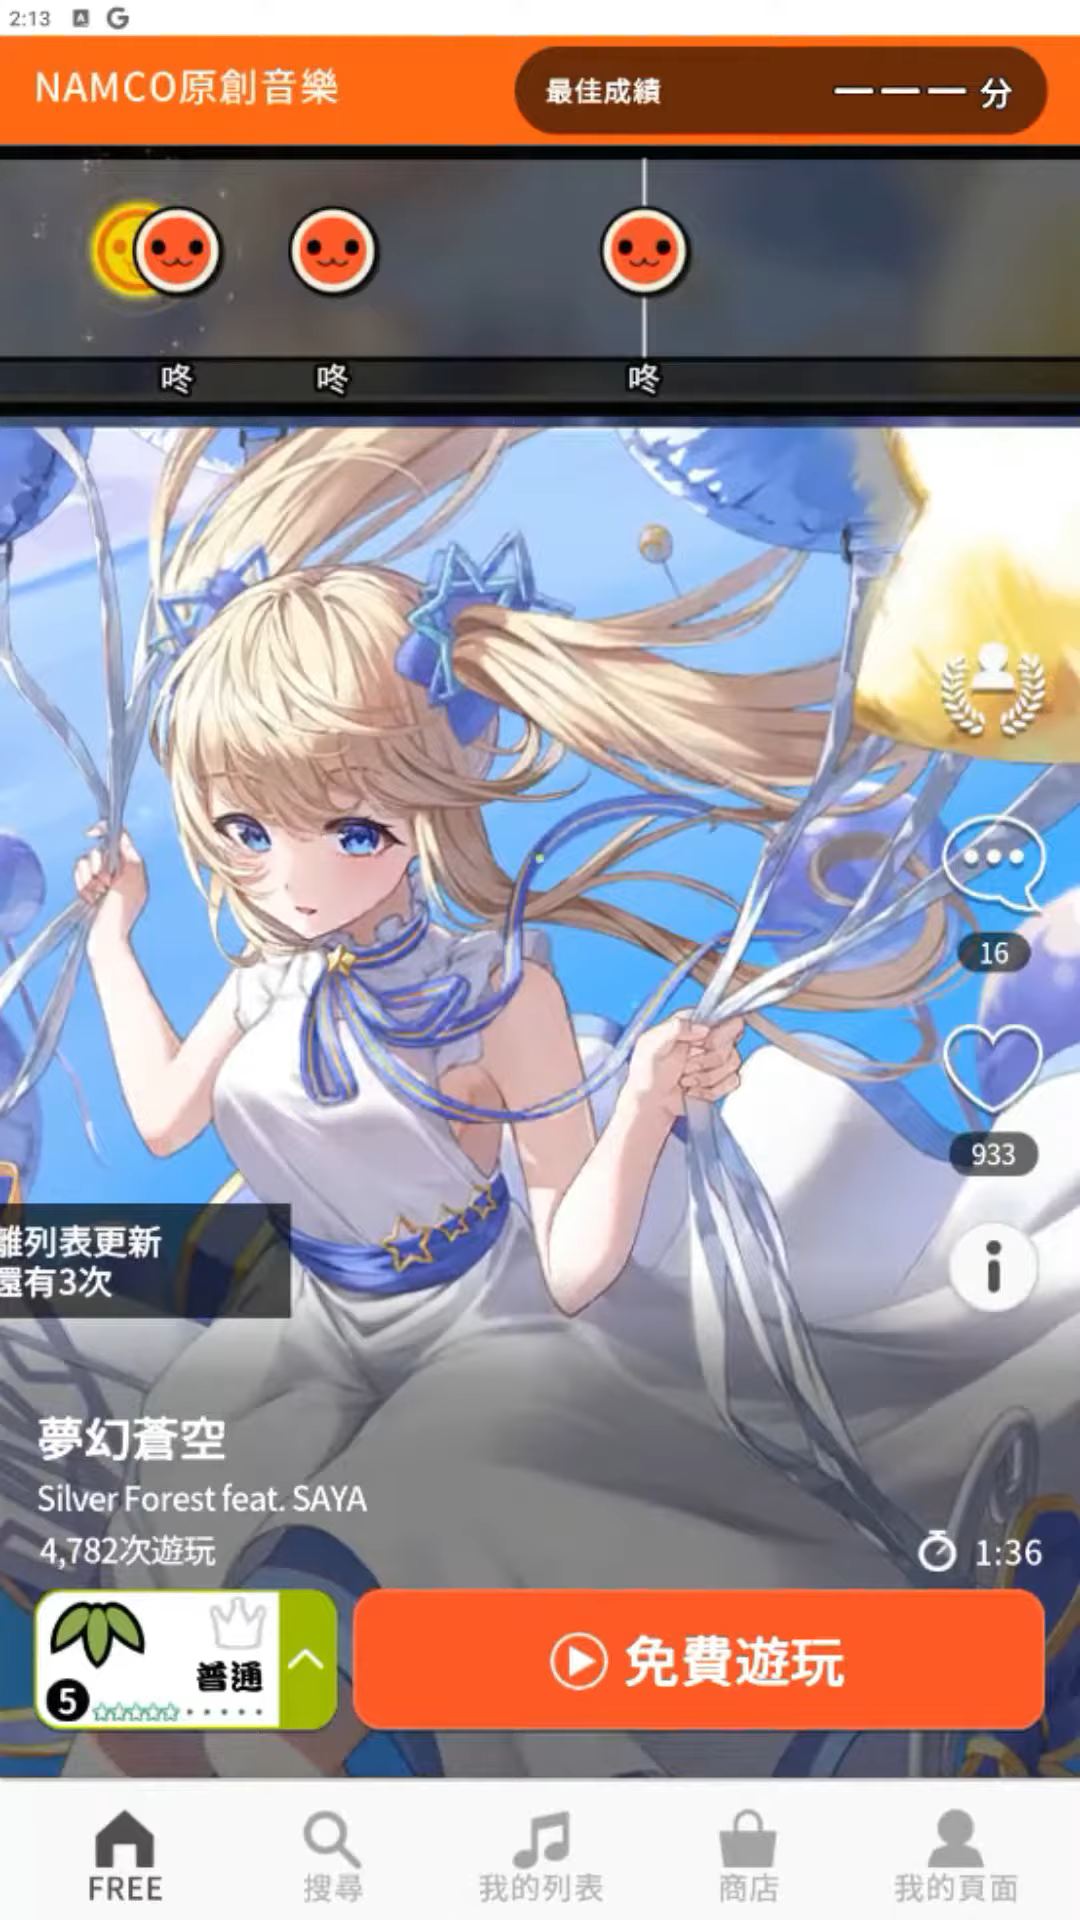 2:13
NAMCO原創音樂
最佳成績
———分
咚 咚 咚
16
933
離列表更新
還有3次
夢幻蒼空
Silver Forest feat. SAYA
4,782次遊玩
1:36
普通
5
免費遊玩
FREE 搜尋 我的列表 商店 我的頁面